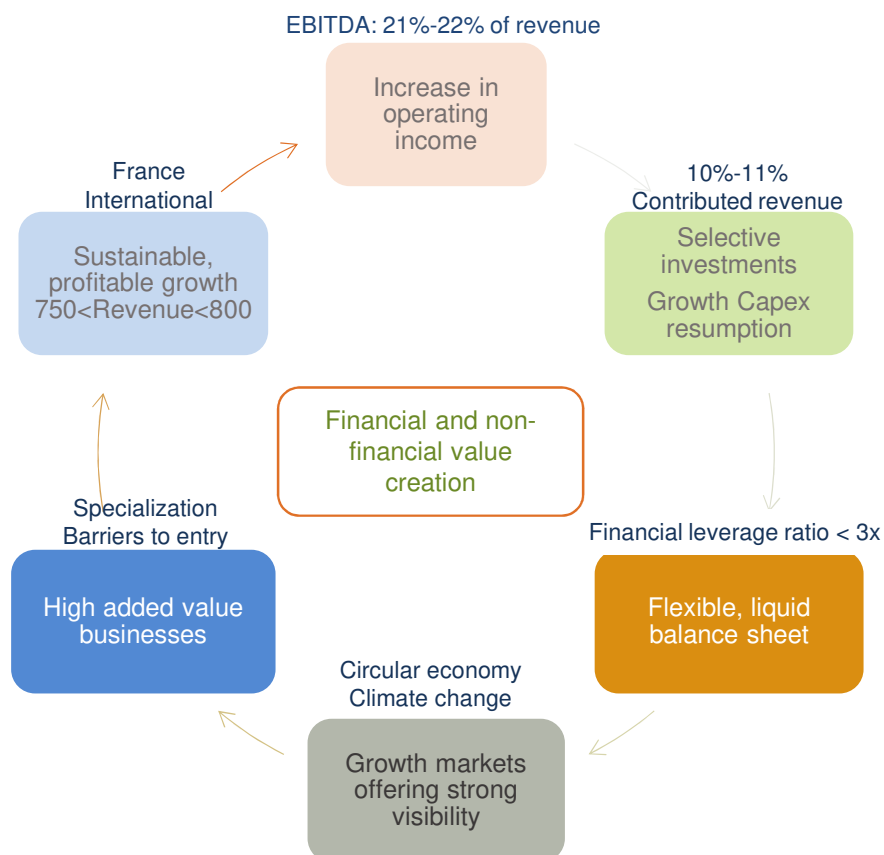 EBITDA: 21%-22% of revenue
Increase in
operating
income
10%-11%
Contributed revenue
Selective
investments
Growth Capex
resumption
Financial leverage ratio < 3x
Flexible, liquid
balance sheet
Circular economy
Climate change
Growth markets
offering strong
visibility
Specialization
Barriers to entry
High added value
businesses
France
International
Sustainable,
profitable growth
750<Revenue<800
Financial and non-
financial value
creation